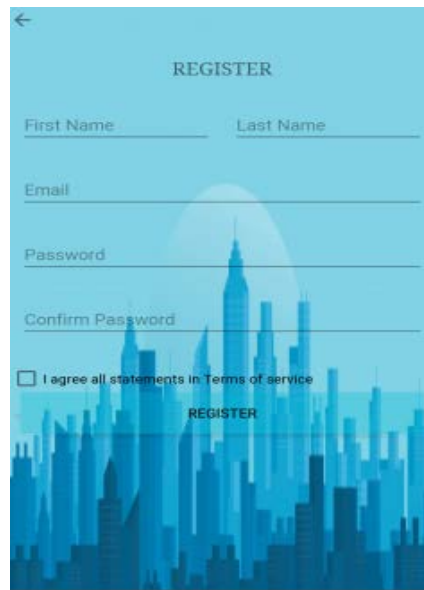 REGISTER
First Name Last Name
Email
Password
Confirm Password
I agree all statements in Terms of service
REGISTER